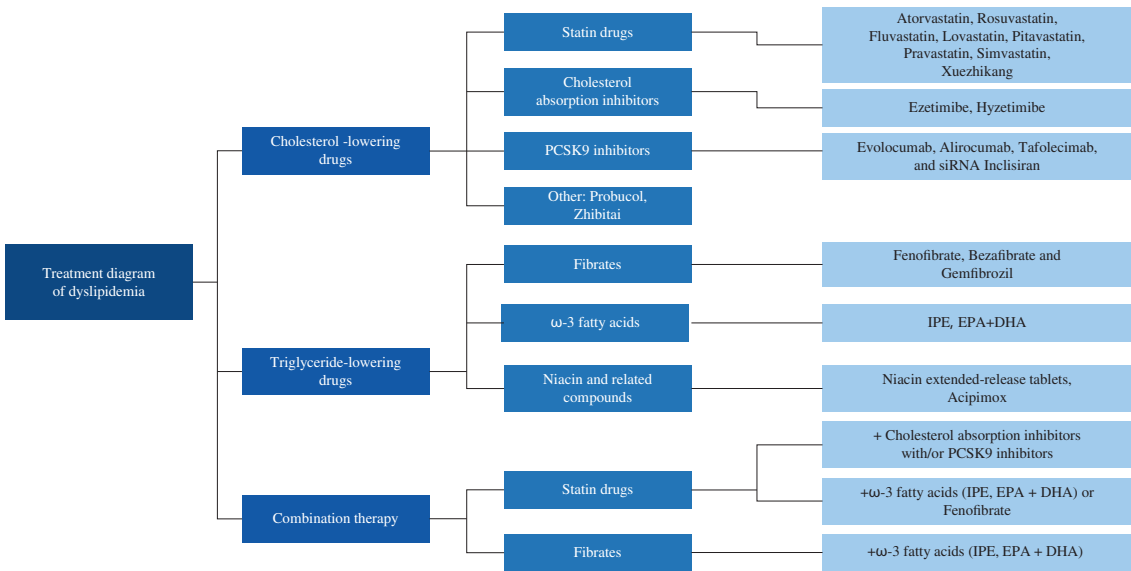 Treatment diagram
of dyslipidemia
Cholesterol -lowering
drugs
Statin drugs
Atorvastatin, Rosuvastatin,
Fluvastatin, Lovastatin, Pitavastatin,
Pravastatin, Simvastatin,
Xuezhikang
Cholesterol
absorption inhibitors
Ezetimibe, Hyzetimibe
PCSK9 inhibitors
Evolocumab, Alirocumab, Tafolecimab,
and siRNA Inclisiran
Other: Probucol,
Zhibitai
Triglyceride-lowering
drugs
Fibrates
Fenofibrate, Bezafibrate and
Gemfibrozil
ω-3 fatty acids
IPE, EPA+DHA
Niacin and related
compounds
Niacin extended-release tablets,
Acipimox
Combination therapy
Statin drugs
+ Cholesterol absorption inhibitors
with/or PCSK9 inhibitors
+ω-3 fatty acids (IPE, EPA + DHA) or
Fenofibrate
Fibrates
+ω-3 fatty acids (IPE, EPA + DHA)